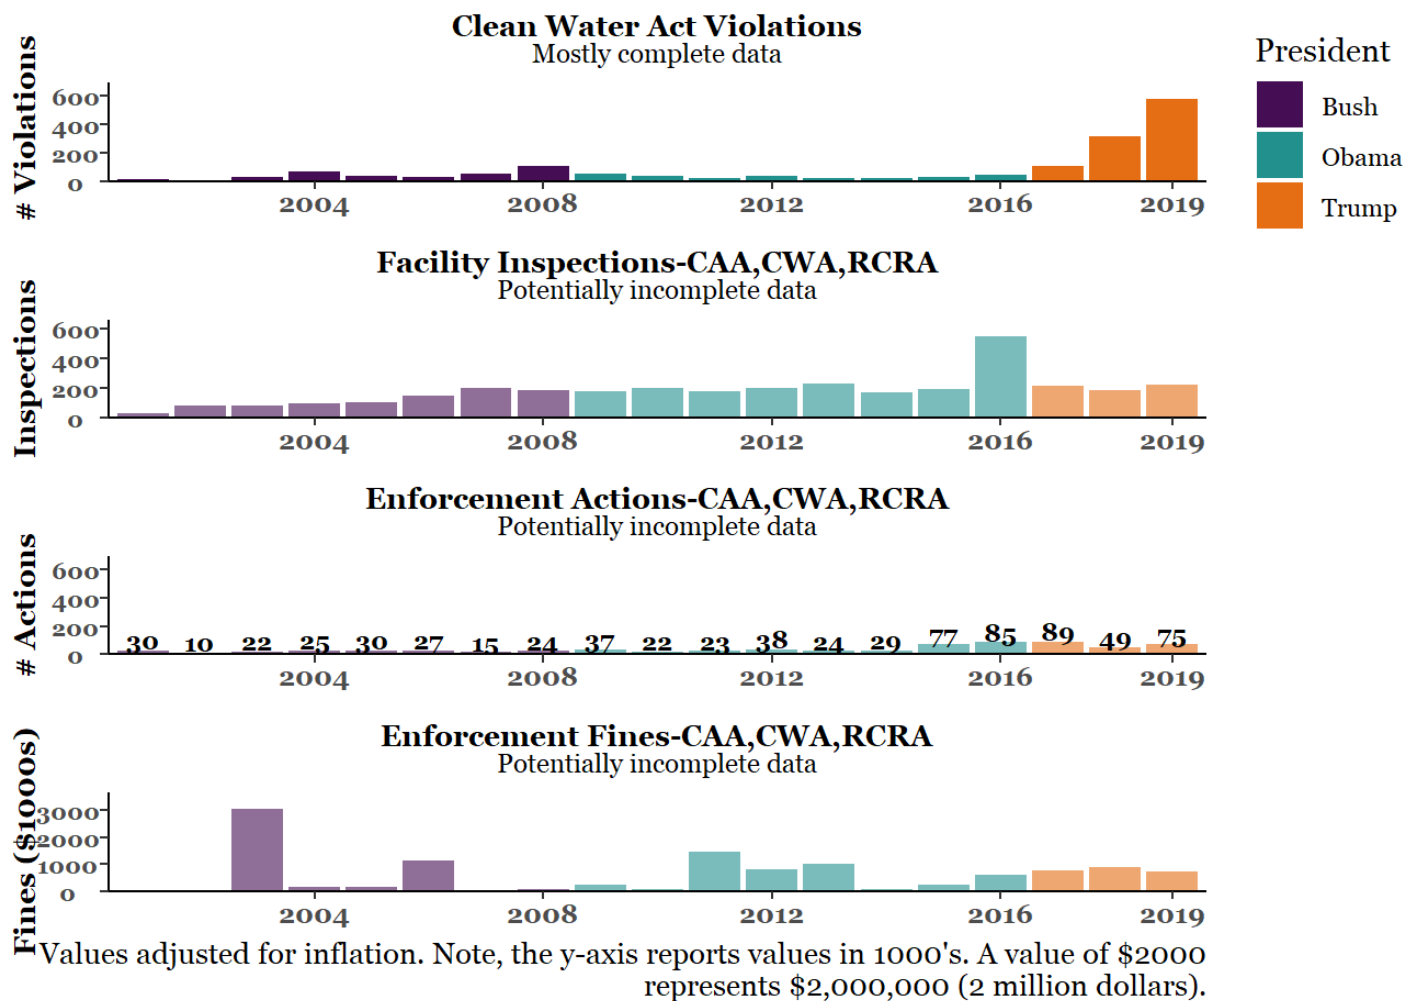 Clean Water Act Violations
Mostly complete data
# Violations
600
400
200
0
2004
2008
2012
2016
2019
President
Bush
Obama
Trump
Facility Inspections-CAA,CWA,RCRA
Potentially incomplete data
Inspections
600
400
200
0
2004
2008
2012
2016
2019
Enforcement Actions-CAA,CWA,RCRA
Potentially incomplete data
# Actions
600
400
200
0
30 10 22 25 30 27 15 24 37 22 23 38 24 29 77 85 89 49 75
2004
2008
2012
2016
2019
Enforcement Fines-CAA,CWA,RCRA
Potentially incomplete data
Fines ($1000s)
3000
2000
1000
0
2004
2008
2012
2016
2019
Values adjusted for inflation. Note, the y-axis reports values in 1000's. A value of $2000
represents $2,000,000 (2 million dollars).